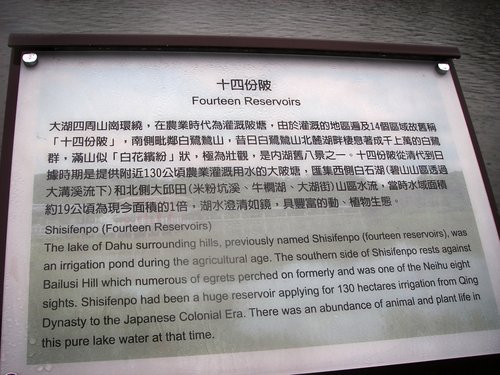 十四份陂
Fourteen Reservoirs
大湖四周山崗環繞，在農業時代為灌溉陂塘，由於灌溉的地區遍及14個區域故舊稱
「十四份陂」，南側毗鄰白鷺鷥山，昔日白鷺鷥山北麓湖畔棲息著成千上萬的白鷺
群，滿山似「白花繽紛」狀，極為壯觀，是內湖舊八景之一。十四份陂從清代到日
據時期是提供附近130公頃農業灌溉用水的大陂塘，匯集西側白石湖（碧山山區透過
大溝溪流下）和北側大邱田（米粉坑溪、牛稠湖、大湖街）山區水流，當時水域面積
約19公頃為現今面積的1倍，湖水澄清如鏡，具豐富的動、植物生態。
Shisifenpo (Fourteen Reservoirs)
The lake of Dahu surrounding hills, previously named Shisifenpo (fourteen reservoirs), was
an irrigation pond during the agricultural age. The southern side of Shisifenpo rests against
Bailusi Hill which numerous of egrets perched on formerly and was one of the Neihu eight
sights. Shisifenpo had been a huge reservoir applying for 130 hectares irrigation from Qing
Dynasty to the Japanese Colonial Era. There was an abundance of animal and plant life in
this pure lake water at that time.